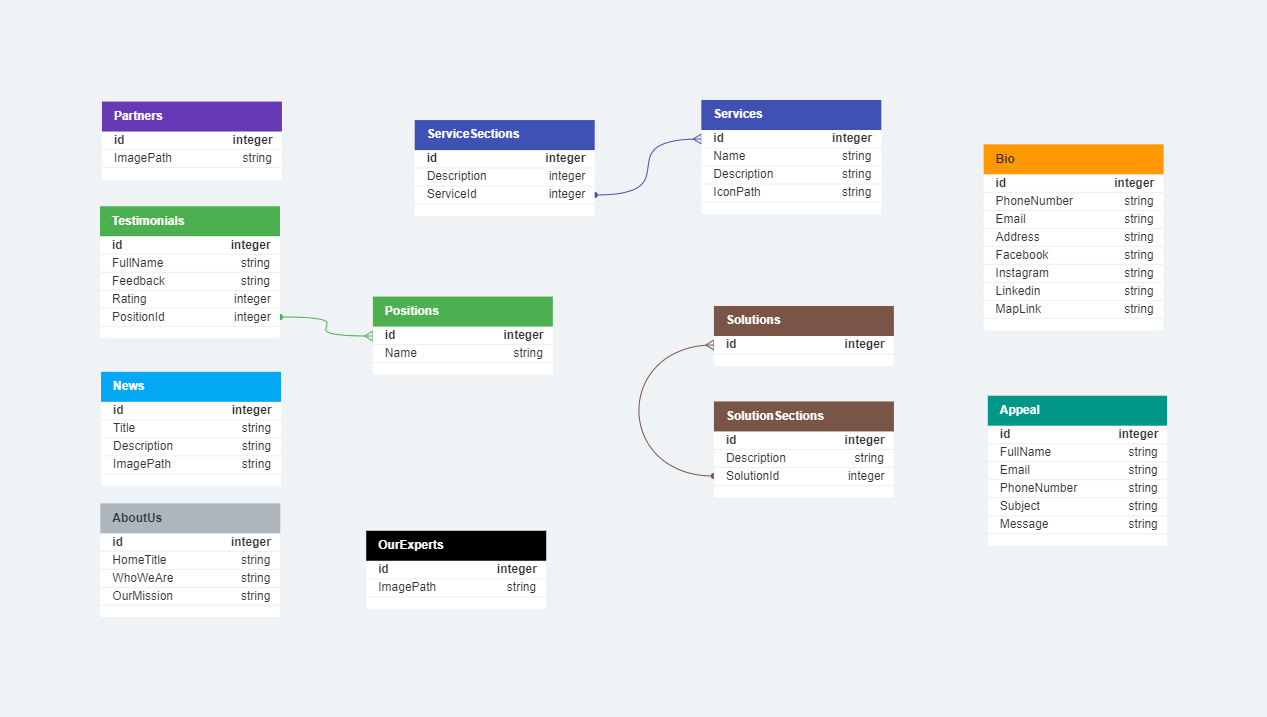 Partners
id integer
ImagePath string
Testimonials
id integer
FullName string
Feedback string
Rating integer
PositionId integer
News
id integer
Title string
Description string
ImagePath string
AboutUs
id integer
HomeTitle string
WhoWeAre string
OurMission string
ServiceSections
id integer
Description integer
ServiceId integer
Positions
id integer
Name string
OurExperts
id integer
ImagePath string
Services
id integer
Name string
Description string
IconPath string
Solutions
id integer
SolutionSections
id integer
Description string
SolutionId integer
Bio
id integer
PhoneNumber string
Email string
Address string
Facebook string
Instagram string
Linkedin string
MapLink string
Appeal
id integer
FullName string
Email string
PhoneNumber string
Subject string
Message string